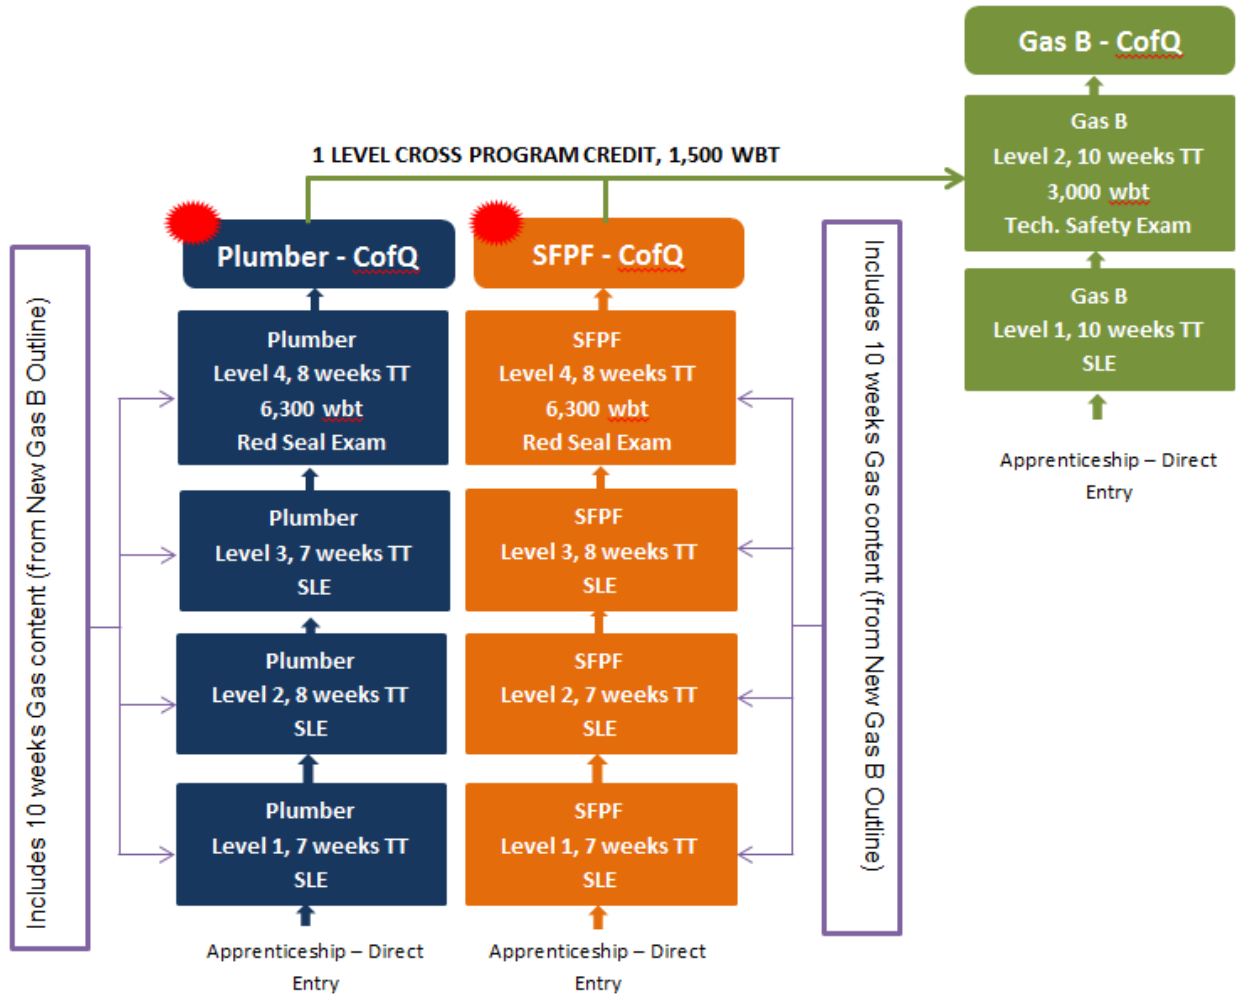 Gas B - CofQ
Gas B
Level 2, 10 weeks TT
3,000 wbt
Tech. Safety Exam
Gas B
Level 1, 10 weeks TT
SLE
Apprenticeship – Direct
Entry
1 LEVEL CROSS PROGRAM CREDIT, 1,500 WBT
Includes 10 weeks Gas content (from New Gas B Outline)
Plumber - CofQ
Plumber
Level 4, 8 weeks TT
6,300 wbt
Red Seal Exam
Plumber
Level 3, 7 weeks TT
SLE
Plumber
Level 2, 8 weeks TT
SLE
Plumber
Level 1, 7 weeks TT
SLE
Apprenticeship – Direct
Entry
SFPF - CofQ
SFPF
Level 4, 8 weeks TT
6,300 wbt
Red Seal Exam
SFPF
Level 3, 8 weeks TT
SLE
SFPF
Level 2, 7 weeks TT
SLE
SFPF
Level 1, 7 weeks TT
SLE
Apprenticeship – Direct
Entry
Includes 10 weeks Gas content (from New Gas B Outline)